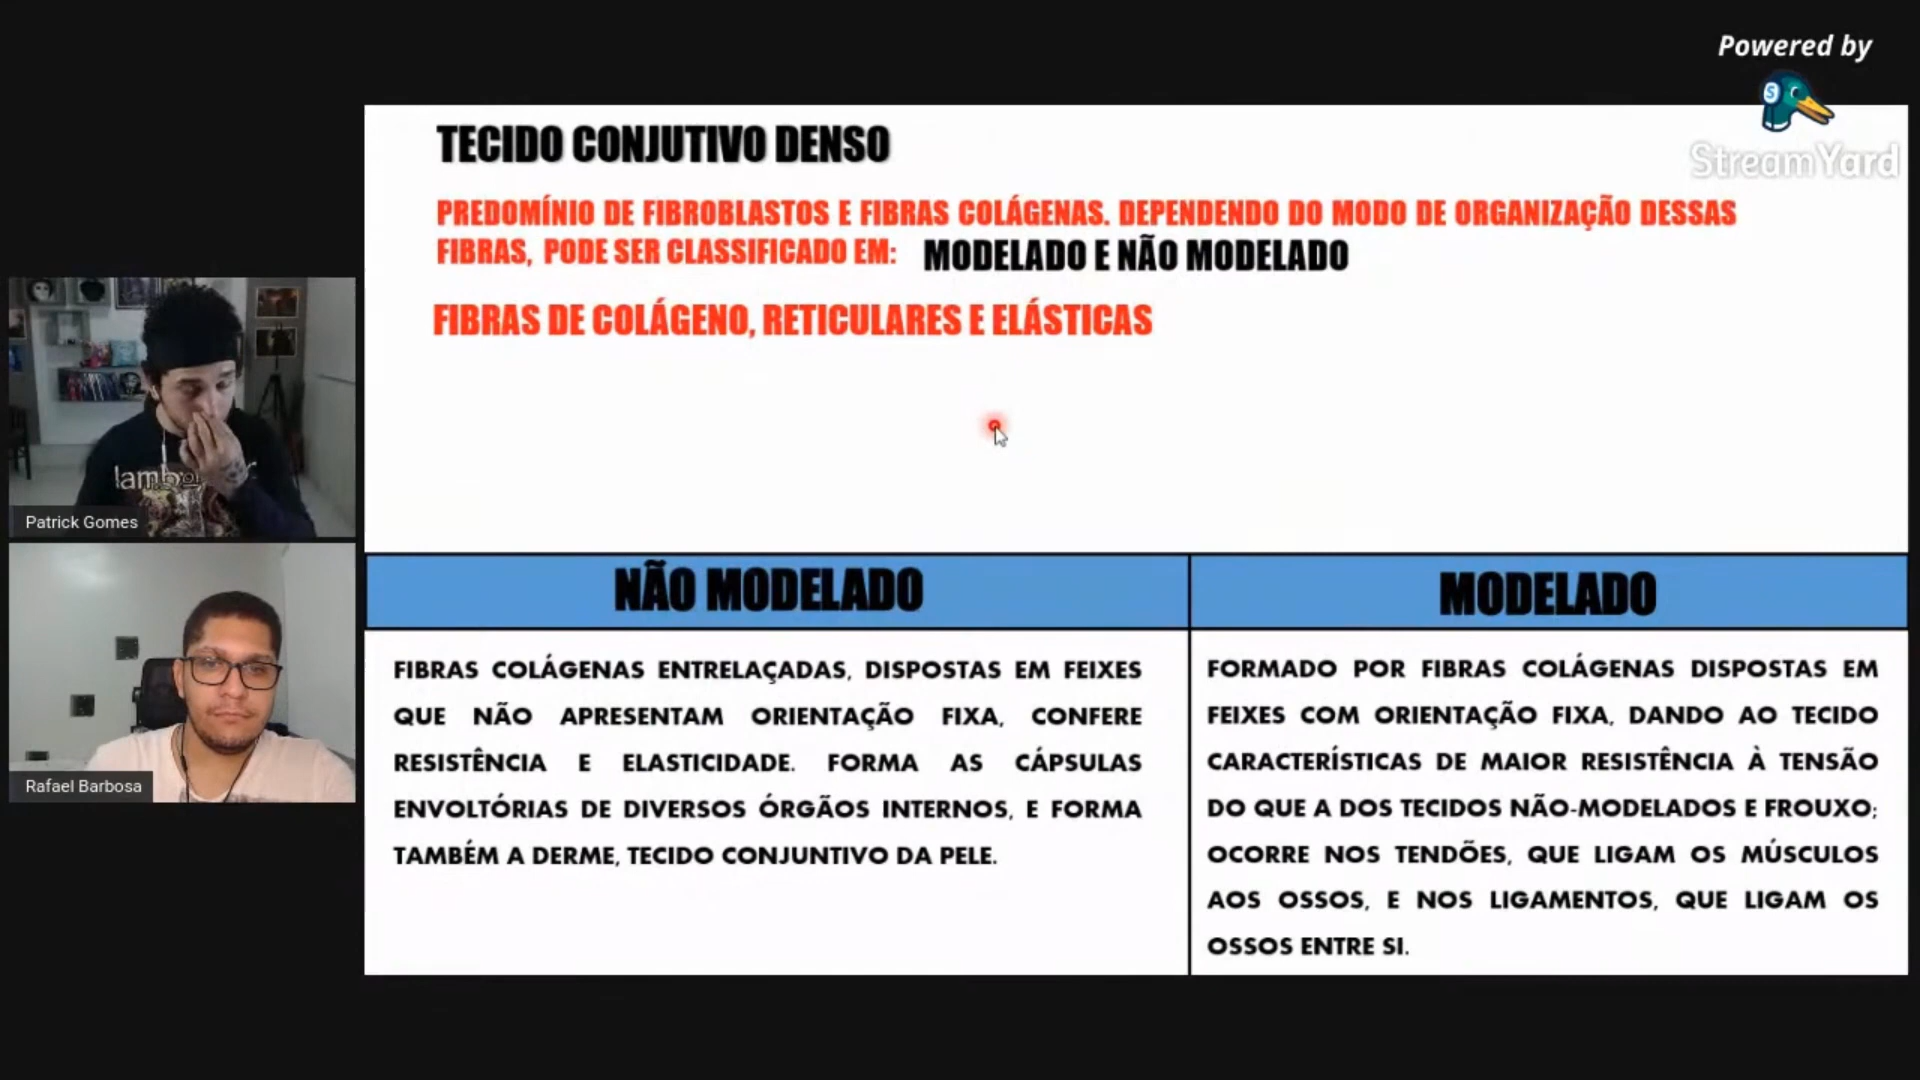 Powered by
StreamYard
TECIDO CONJUTIVO DENSO
PREDOMÍNIO DE FIBROBLASTOS E FIBRAS COLÁGENAS. DEPENDENDO DO MODO DE ORGANIZAÇÃO DESSAS
FIBRAS, PODE SER CLASSIFICADO EM: MODELADO E NÃO MODELADO
FIBRAS DE COLÁGENO, RETICULARES E ELÁSTICAS
Patrick Gomes
Rafael Barbosa
NÃO MODELADO
FIBRAS COLÁGENAS ENTRELAÇADAS, DISPOSTAS EM FEIXES
QUE NÃO APRESENTAM ORIENTAÇÃO FIXA, CONFERE
RESISTÊNCIA E ELASTICIDADE. FORMA AS CÁPSULAS
ENVOLTÓRIAS DE DIVERSOS ÓRGÃOS INTERNOS, E FORMA
TAMBÉM A DERME, TECIDO CONJUNTIVO DA PELE.
MODELADO
FORMADO POR FIBRAS COLÁGENAS DISPOSTAS EM
FEIXES COM ORIENTAÇÃO FIXA, DANDO AO TECIDO
CARACTERÍSTICAS DE MAIOR RESISTÊNCIA À TENSÃO
DO QUE A DOS TECIDOS NÃO-MODELADOS E FROUXO;
OCORRE NOS TENDÕES, QUE LIGAM OS MÚSCULOS
AOS OSSOS, E NOS LIGAMENTOS, QUE LIGAM OS
OSSOS ENTRE SI.